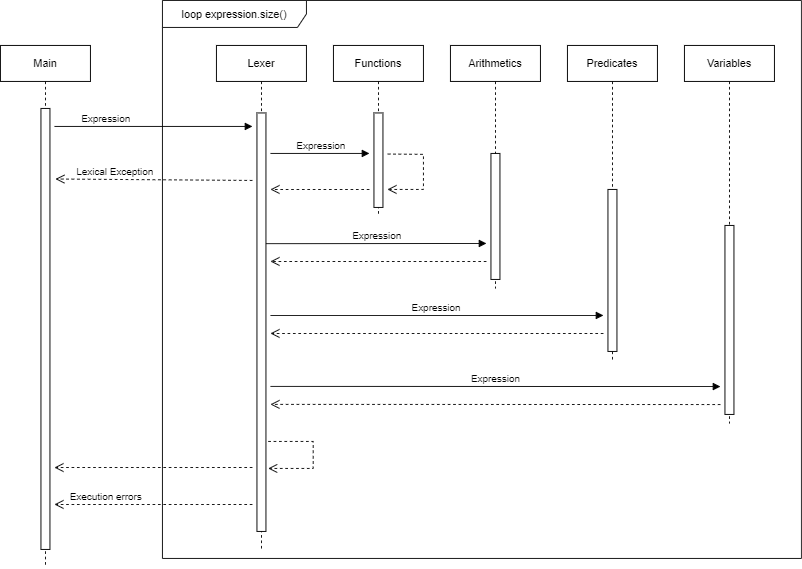 loop expression.size()
Main
Lexer
Functions
Arithmetics
Predicates
Variables
Expression
Expression
Lexical Exception
Expression
Expression
Expression
Execution errors